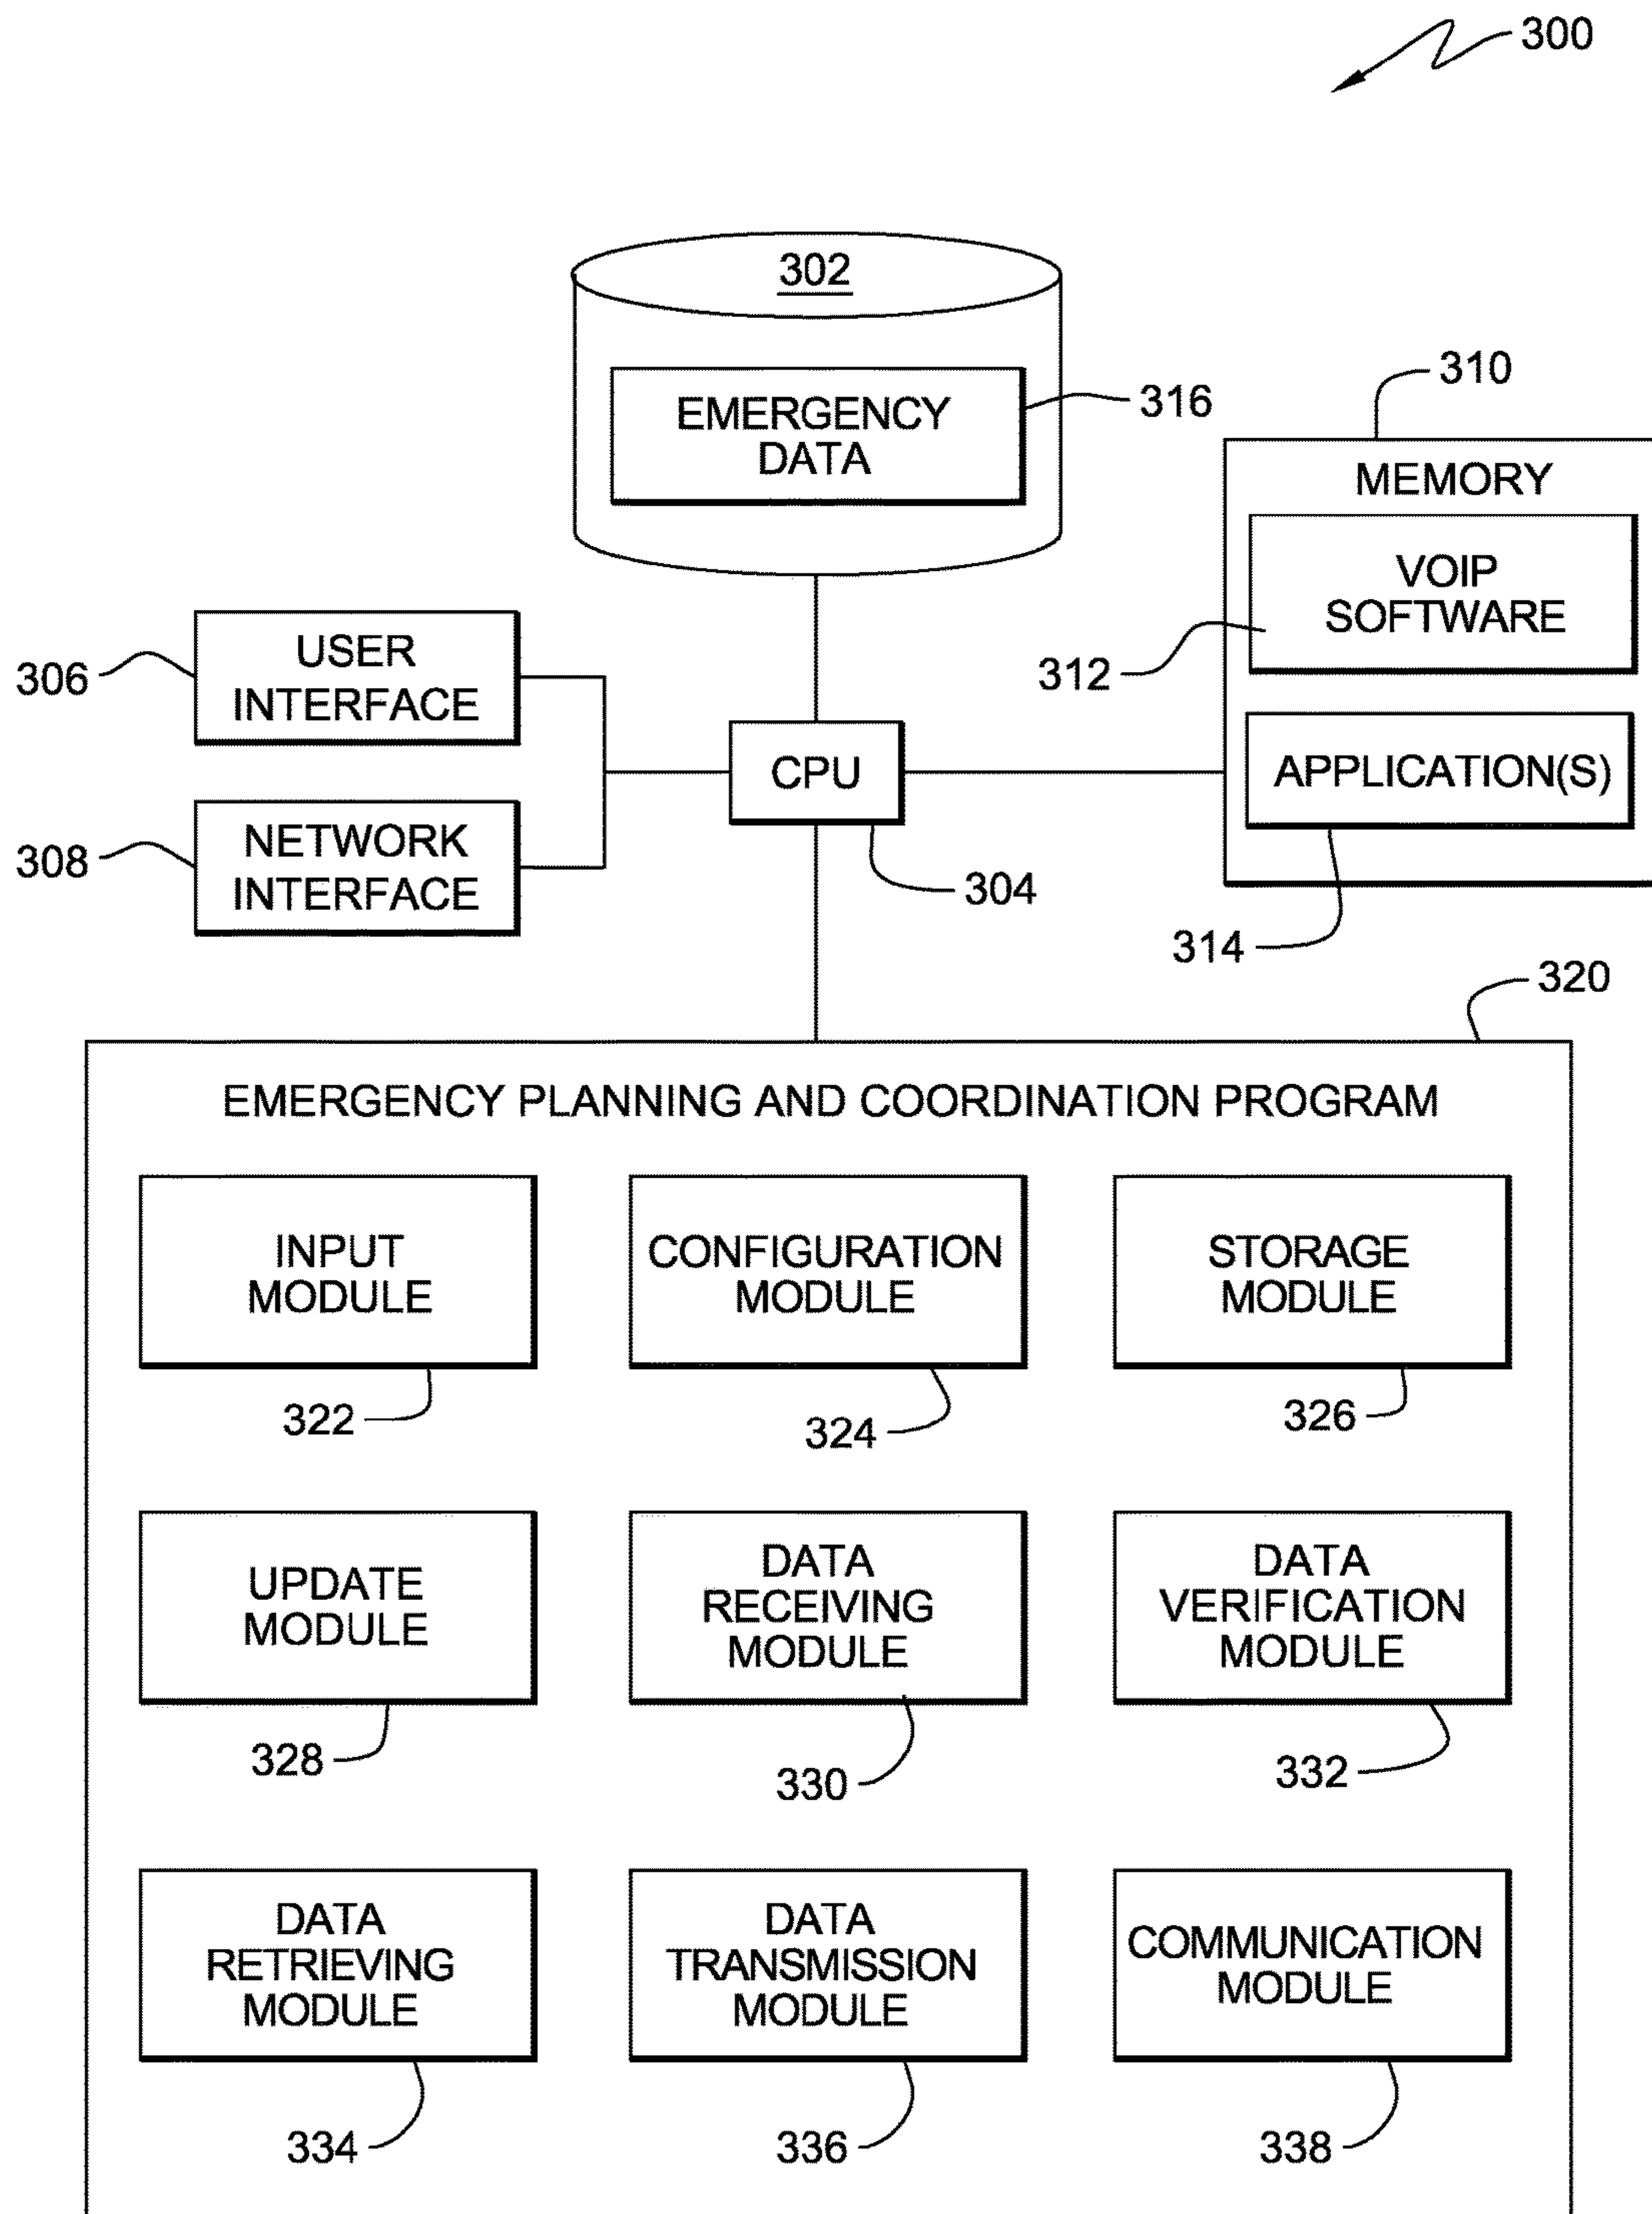 300
302
EMERGENCY
DATA
316
310
MEMORY
VOIP
SOFTWARE
312
USER
INTERFACE
306
CPU
APPLICATION(S)
NETWORK
INTERFACE
308
304
314
320
EMERGENCY PLANNING AND COORDINATION PROGRAM
INPUT
MODULE
322
CONFIGURATION
MODULE
324
STORAGE
MODULE
326
UPDATE
MODULE
328
DATA
RECEIVING
MODULE
330
DATA
VERIFICATION
MODULE
332
DATA
RETRIEVING
MODULE
334
DATA
TRANSMISSION
MODULE
336
COMMUNICATION
MODULE
338